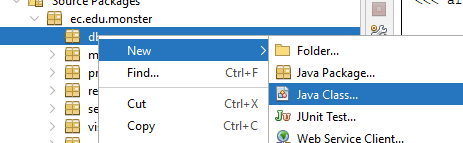 Source Packages
<<<
ec.edu.monster
New
Folder...
Find...
Ctrl+F
Java Package...
Java Class...
Cut
Ctrl+X
JUnit Test...
Copy
Ctrl+C
Web Service Client...